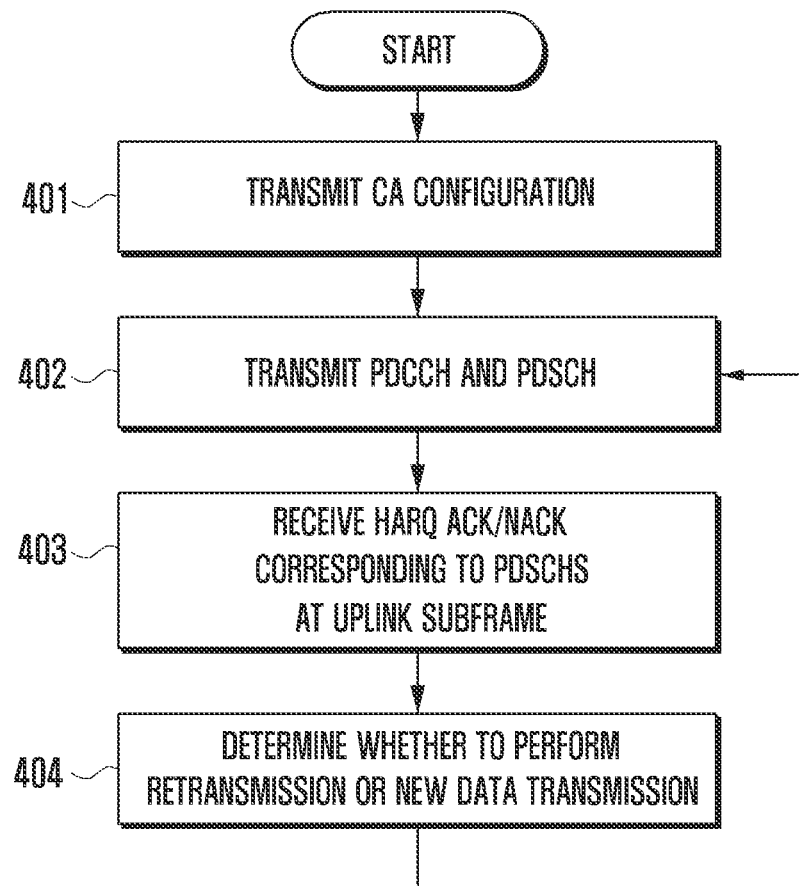 START
401
TRANSMIT CA CONFIGURATION
402
TRANSMIT PDCCH AND PDSCH
403
RECEIVE HARQ ACK/NACK
CORRESPONDING TO PDSCHS
AT UPLINK SUBFRAME
404
DETERMINE WHETHER TO PERFORM
RETRANSMISSION OR NEW DATA TRANSMISSION